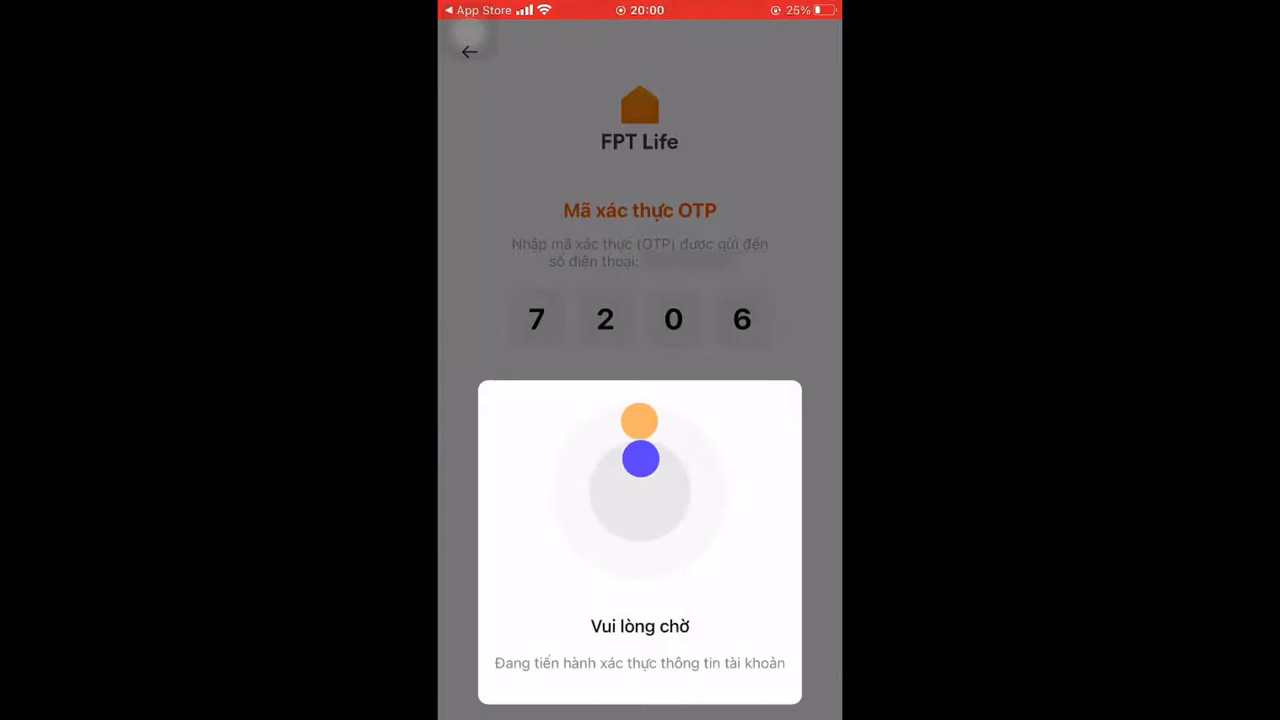 ◀ App Store 20:00 25%
FPT Life
Mã xác thực OTP
Nhập mã xác thực (OTP) được gửi đến
số điện thoại:
7 2 0 6
Vui lòng chờ
Đang tiến hành xác thực thông tin tài khoản